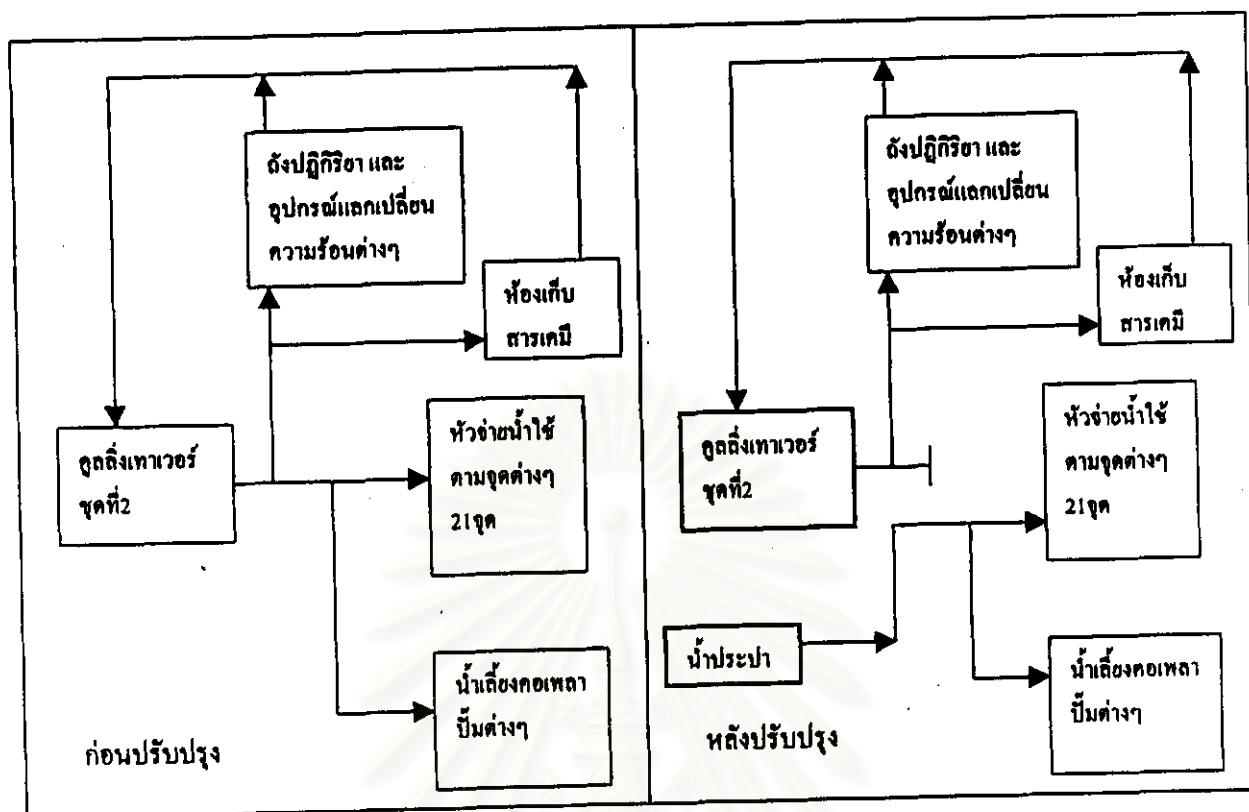 ถังปฏิกิริยา และ
อุปกรณ์แลกเปลี่ยน
ความร้อนต่างๆ
ห้องเก็บ
สารเคมี
คูลลิ่งเทาเวอร์
ชุดที่2
หัวจ่ายน้ำใช้
ตามจุดต่างๆ
21จุด
น้ำเลี้ยงคอเพลา
ปั๊มต่างๆ
ก่อนปรับปรุง
ถังปฏิกิริยา และ
อุปกรณ์แลกเปลี่ยน
ความร้อนต่างๆ
ห้องเก็บ
สารเคมี
คูลลิ่งเทาเวอร์
ชุดที่2
หัวจ่ายน้ำใช้
ตามจุดต่างๆ
21จุด
น้ำประปา
น้ำเลี้ยงคอเพลา
ปั๊มต่างๆ
หลังปรับปรุง